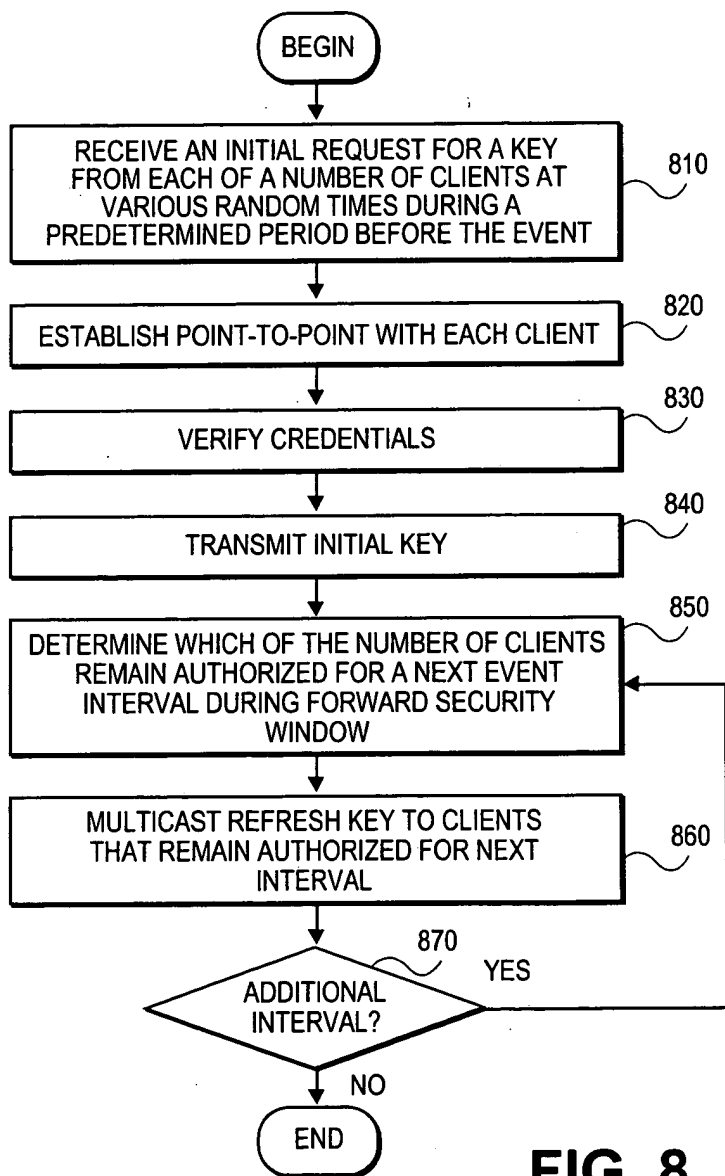 BEGIN
RECEIVE AN INITIAL REQUEST FOR A KEY
FROM EACH OF A NUMBER OF CLIENTS AT
VARIOUS RANDOM TIMES DURING A
PREDETERMINED PERIOD BEFORE THE EVENT
810
ESTABLISH POINT-TO-POINT WITH EACH CLIENT
820
VERIFY CREDENTIALS
830
TRANSMIT INITIAL KEY
840
DETERMINE WHICH OF THE NUMBER OF CLIENTS
REMAIN AUTHORIZED FOR A NEXT EVENT
INTERVAL DURING FORWARD SECURITY
WINDOW
850
MULTICAST REFRESH KEY TO CLIENTS
THAT REMAIN AUTHORIZED FOR NEXT
INTERVAL
860
870
ADDITIONAL
INTERVAL?
YES
NO
END
FIG. 8